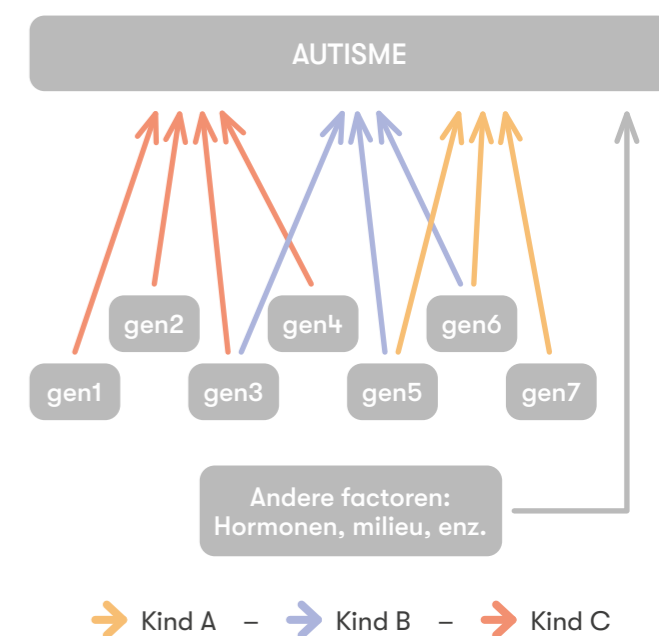 AUTISME
gen2
gen4
gen6
gen1
gen3
gen5
gen7
Andere factoren:
Hormonen, milieu, enz.
Kind A – Kind B – Kind C